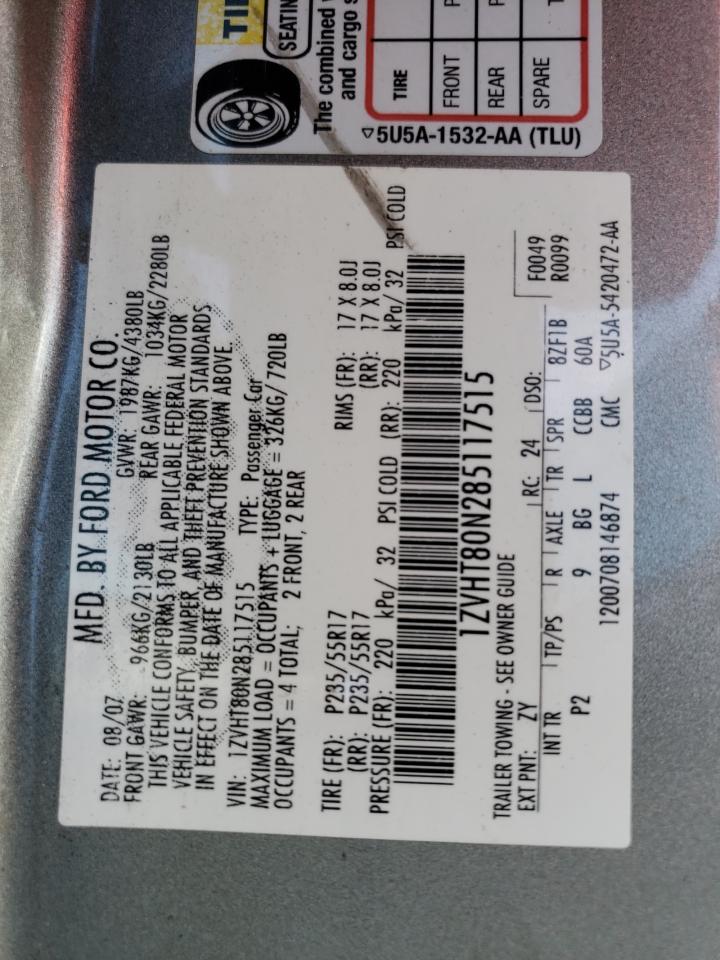 MFD. BY FORD MOTOR CO.
DATE: 08/07 GVWR: 1987KG/4380LB
FRONT GAWR: 966KG/2130LB REAR GAWR: 1034KG/2280LB
THIS VEHICLE CONFORMS TO ALL APPLICABLE FEDERAL MOTOR
VEHICLE SAFETY, BUMPER, AND THEFT PREVENTION STANDARDS
IN EFFECT ON THE DATE OF MANUFACTURE SHOWN ABOVE.
VIN: 1ZVHT80N285117515 TYPE: Passenger Car
MAXIMUM LOAD = OCCUPANTS + LUGGAGE = 326KG/ 720LB
OCCUPANTS = 4 TOTAL; 2 FRONT, 2 REAR
TIRE (FR): P235/55R17 RIMS (FR): 17 X 8.0J
(RR): P235/55R17 (RR): 17 X 8.0J
PRESSURE (FR): 220 kPa/ 32 PSI COLD (RR): 220 kPa/ 32 PSI COLD
1ZVHT80N285117515
TRAILER TOWING - SEE OWNER GUIDE
EXT PNT: ZY RC: 24 DSO: F0049
R0099
INT TR TP/PS R AXLE TR SPR 8ZF1B
P2 9 BG L CCBB 60A
1200708146874 CMC ▽5U5A-5420472-AA
SEATIN
The combined
and cargo s
TIRE
FRONT
REAR
SPARE
▽5U5A-1532-AA (TLU)